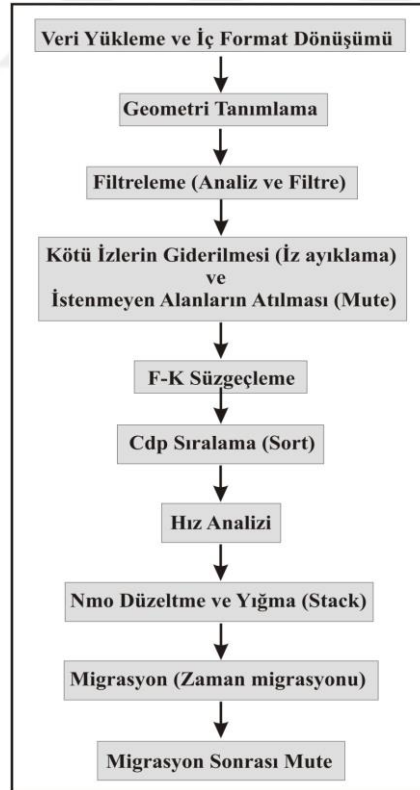 Veri Yükleme ve İç Format Dönüşümü
Geometri Tanımlama
Filtreleme (Analiz ve Filtre)
Kötü İzlerin Giderilmesi (İz ayıklama)
ve
İstenmeyen Alanların Atılması (Mute)
F-K Süzgeçleme
Cdp Sıralama (Sort)
Hız Analizi
Nmo Düzeltme ve Yığma (Stack)
Migrasyon (Zaman migrasyonu)
Migrasyon Sonrası Mute